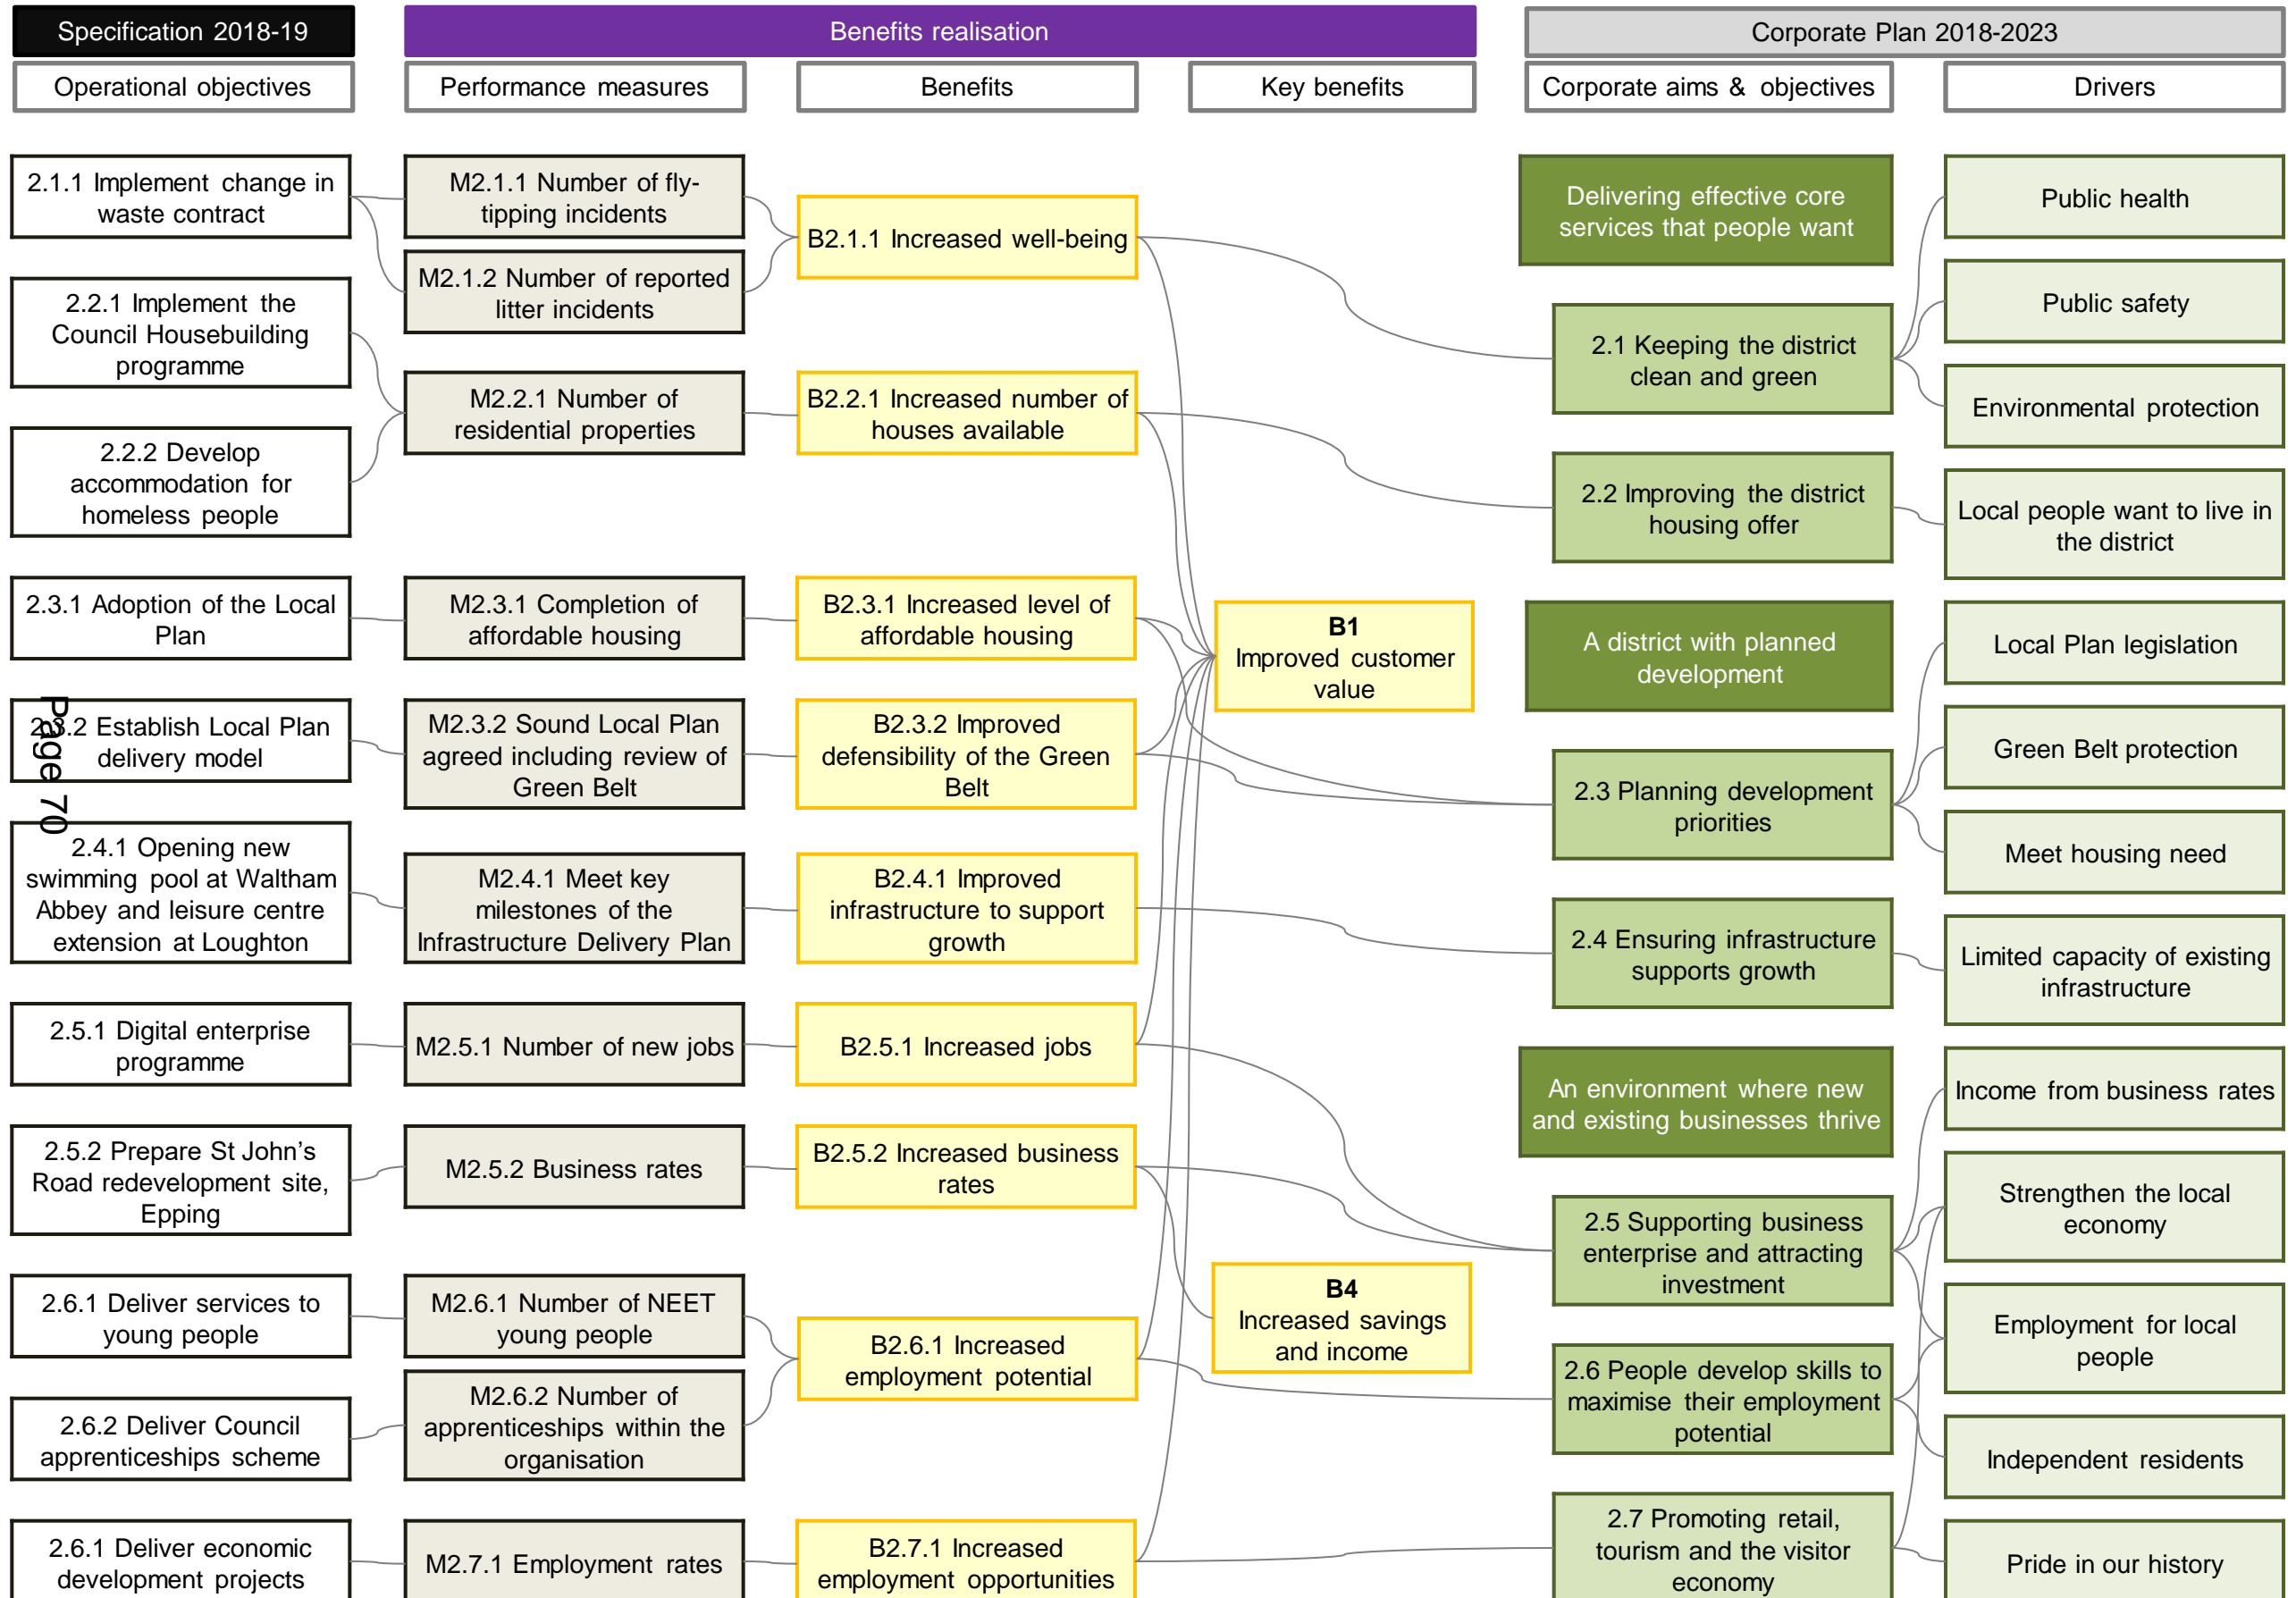 Specification 2018-19
Benefits realisation
Corporate Plan 2018-2023
Operational objectives
Performance measures
Benefits
Key benefits
Corporate aims & objectives
Drivers
2.1.1 Implement change in
waste contract
2.2.1 Implement the
Council Housebuilding
programme
2.2.2 Develop
accommodation for
homeless people
2.3.1 Adoption of the Local
Plan
2.3.2 Establish Local Plan
delivery model
Page 70
2.4.1 Opening new
swimming pool at Waltham
Abbey and leisure centre
extension at Loughton
2.5.1 Digital enterprise
programme
2.5.2 Prepare St John’s
Road redevelopment site,
Epping
2.6.1 Deliver services to
young people
2.6.2 Deliver Council
apprenticeships scheme
2.6.1 Deliver economic
development projects
M2.1.1 Number of fly-
tipping incidents
M2.1.2 Number of reported
litter incidents
M2.2.1 Number of
residential properties
M2.3.1 Completion of
affordable housing
M2.3.2 Sound Local Plan
agreed including review of
Green Belt
M2.4.1 Meet key
milestones of the
Infrastructure Delivery Plan
M2.5.1 Number of new jobs
M2.5.2 Business rates
M2.6.1 Number of NEET
young people
M2.6.2 Number of
apprenticeships within the
organisation
M2.7.1 Employment rates
B2.1.1 Increased well-being
B2.2.1 Increased number of
houses available
B2.3.1 Increased level of
affordable housing
B2.3.2 Improved
defensibility of the Green
Belt
B2.4.1 Improved
infrastructure to support
growth
B2.5.1 Increased jobs
B2.5.2 Increased business
rates
B2.6.1 Increased
employment potential
B2.7.1 Increased
employment opportunities
B1
Improved customer
value
B4
Increased savings
and income
Delivering effective core
services that people want
2.1 Keeping the district
clean and green
2.2 Improving the district
housing offer
A district with planned
development
2.3 Planning development
priorities
2.4 Ensuring infrastructure
supports growth
An environment where new
and existing businesses thrive
2.5 Supporting business
enterprise and attracting
investment
2.6 People develop skills to
maximise their employment
potential
2.7 Promoting retail,
tourism and the visitor
economy
Public health
Public safety
Environmental protection
Local people want to live in
the district
Local Plan legislation
Green Belt protection
Meet housing need
Limited capacity of existing
infrastructure
Income from business rates
Strengthen the local
economy
Employment for local
people
Independent residents
Pride in our history